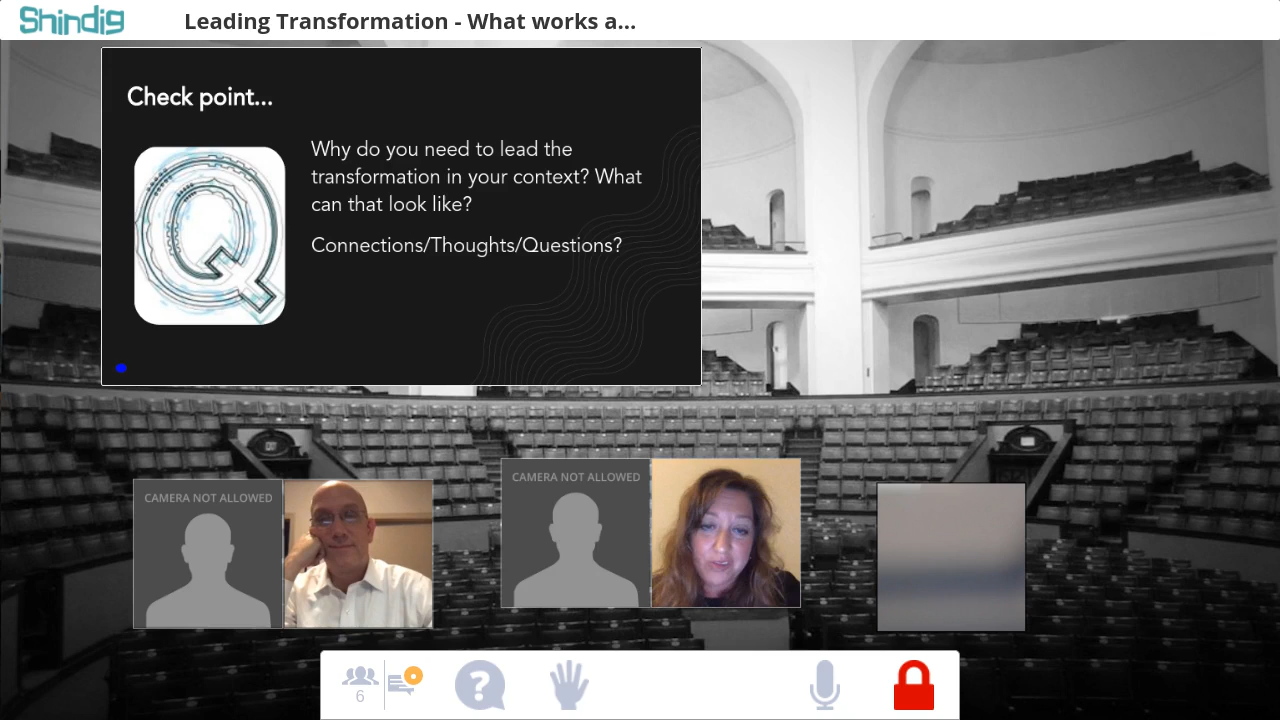 Shindig
Leading Transformation - What works a...
Check point...
Q
Why do you need to lead the
transformation in your context? What
can that look like?
Connections/Thoughts/Questions?
CAMERA NOT ALLOWED
CAMERA NOT ALLOWED
6
?